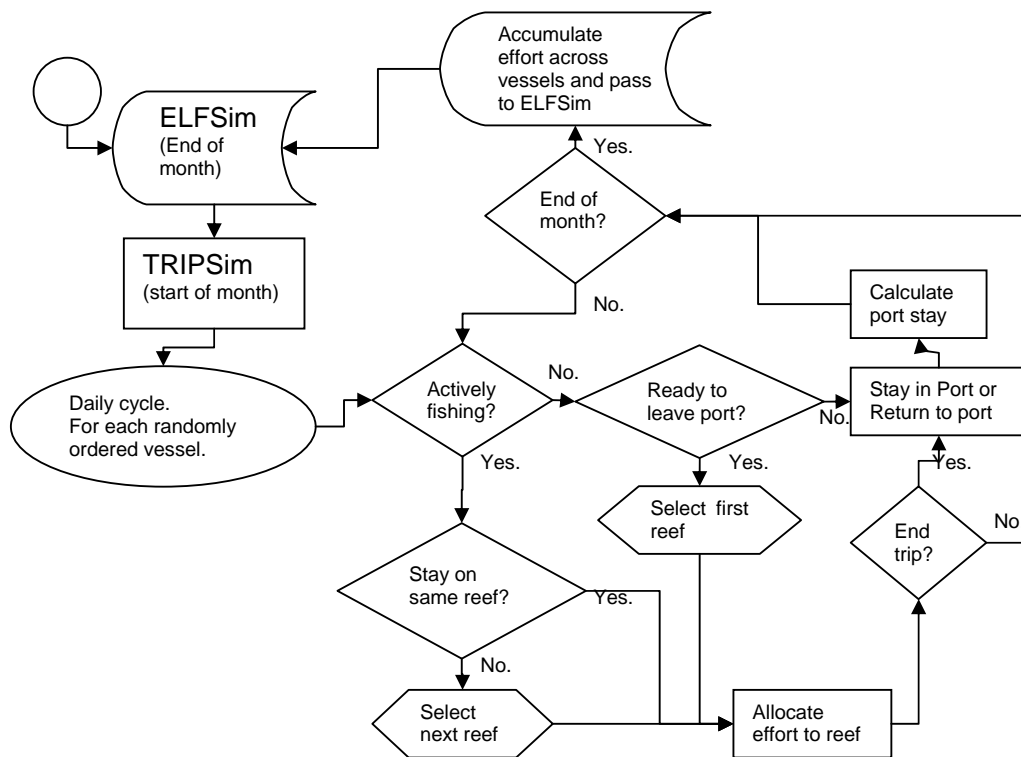 Accumulate
effort across
vessels and pass
to ELFSim
ELFSim
(End of
month)
Yes.
End of
month?
No.
TRIPSim
(start of month)
Calculate
port stay
Daily cycle.
For each randomly
ordered vessel.
Actively
fishing?
No.
Ready to
leave port?
No.
Stay in Port or
Return to port
Yes.
Yes.
Yes.
Select first
reef
End
trip?
No
Stay on
same reef?
Yes.
No.
Select
next reef
Allocate
effort to reef